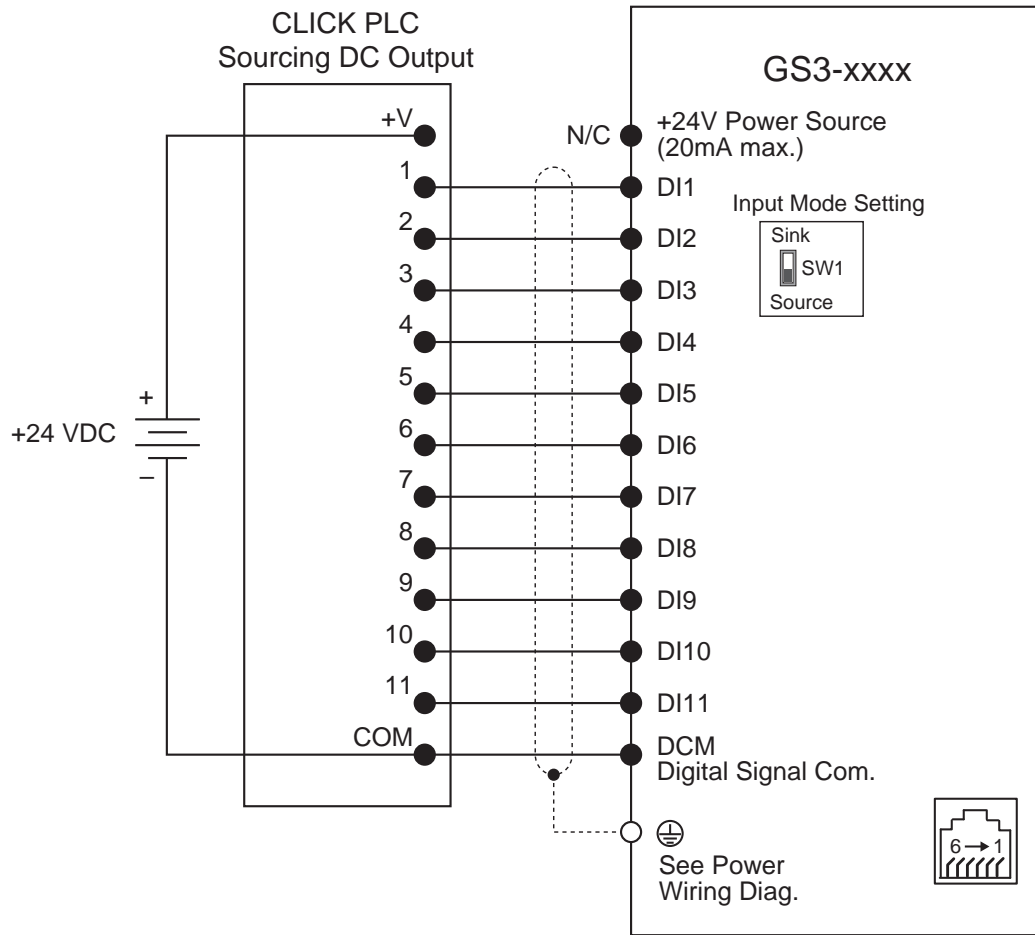 CLICK PLC
Sourcing DC Output
GS3-xxxx
+V
N/C
+24V Power Source
(20mA max.)
1
DI1
Input Mode Setting
Sink
SW1
Source
2
DI2
3
DI3
4
DI4
5
DI5
+
+24 VDC
–
6
DI6
7
DI7
8
DI8
9
DI9
10
DI10
11
DI11
COM
DCM
Digital Signal Com.
See Power
Wiring Diag.
6 → 1